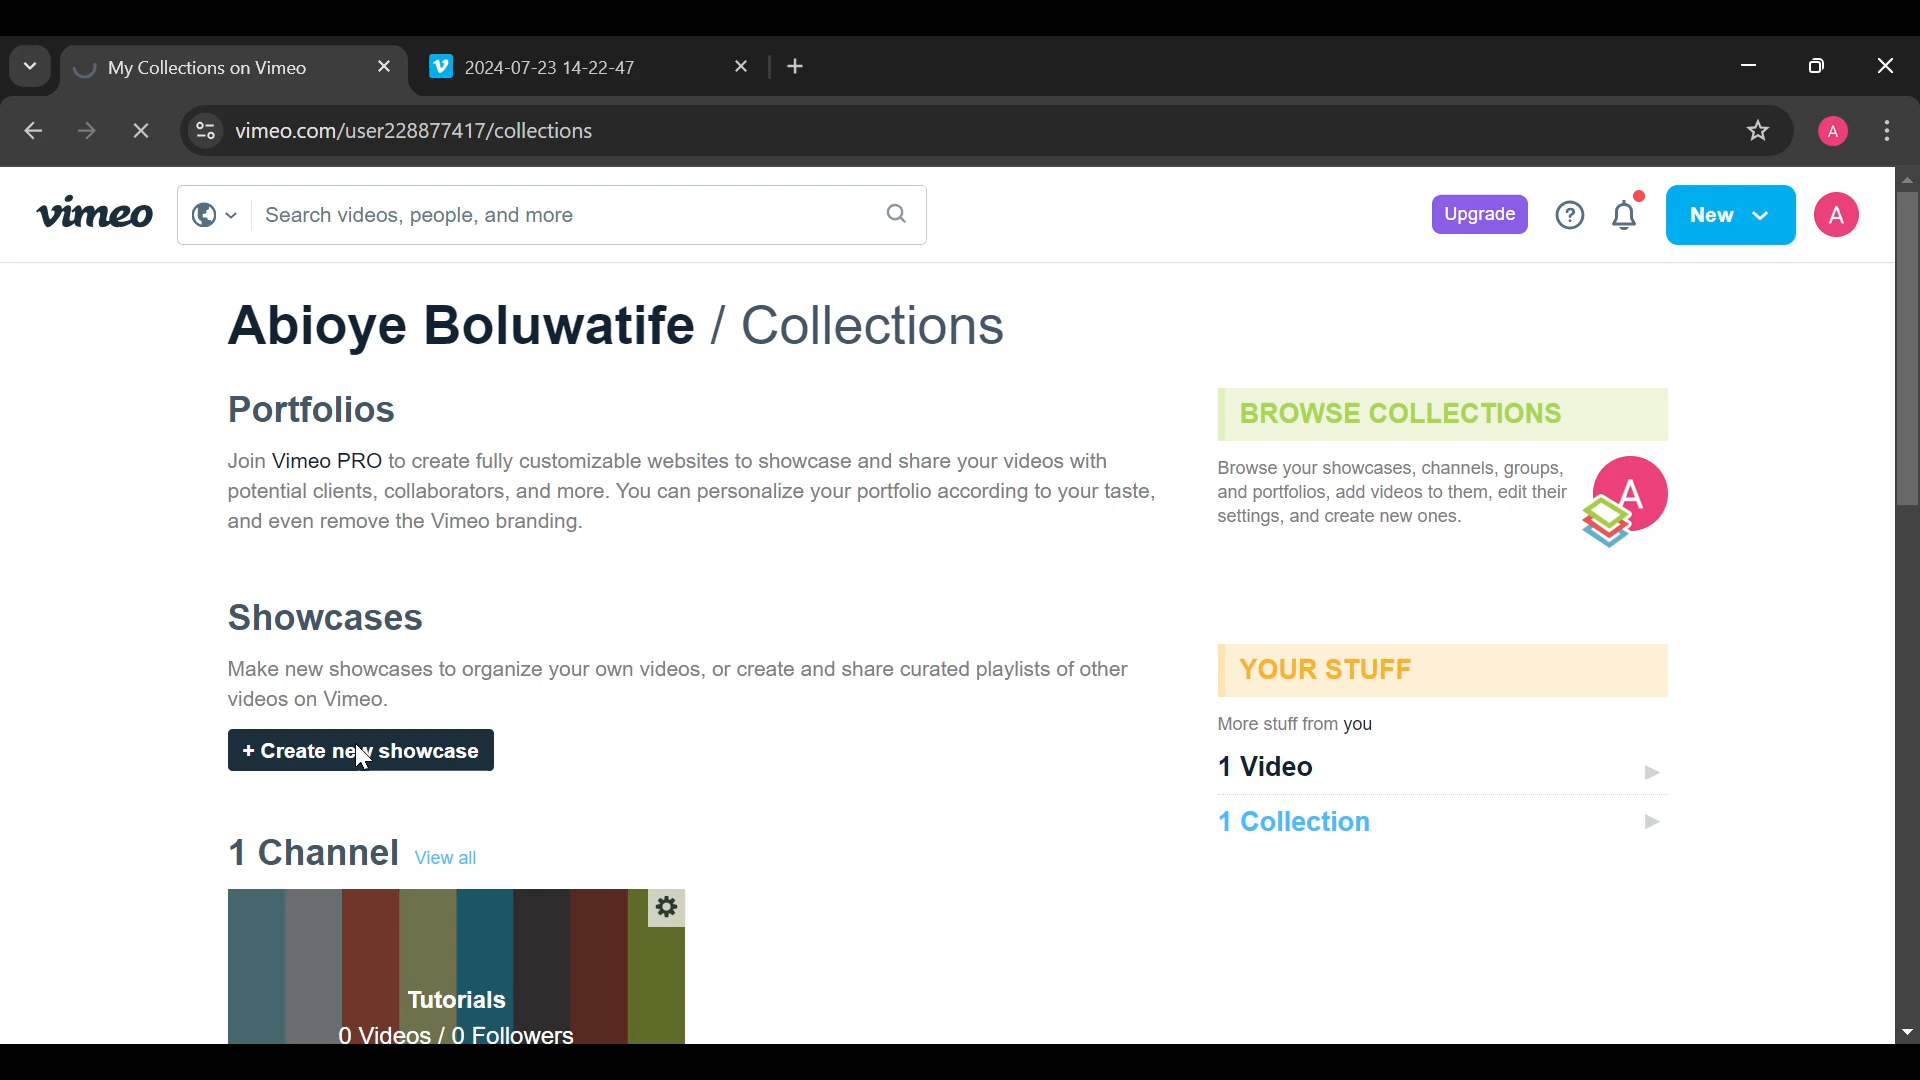 My Collections on Vimeo
2024-07-23 14-22-47
vimeo.com/user228877417/collections
A
vimeo
Search videos, people, and more
Upgrade
New
A
Abioye Boluwatife / Collections
Portfolios
Join Vimeo PRO to create fully customizable websites to showcase and share your videos with
potential clients, collaborators, and more. You can personalize your portfolio according to your taste,
and even remove the Vimeo branding.
BROWSE COLLECTIONS
Browse your showcases, channels, groups,
and portfolios, add videos to them, edit their
settings, and create new ones.
A
Showcases
Make new showcases to organize your own videos, or create and share curated playlists of other
videos on Vimeo.
+ Create new showcase
YOUR STUFF
More stuff from you
1 Video
1 Collection
1 Channel View all
Tutorials
0 Videos / 0 Followers